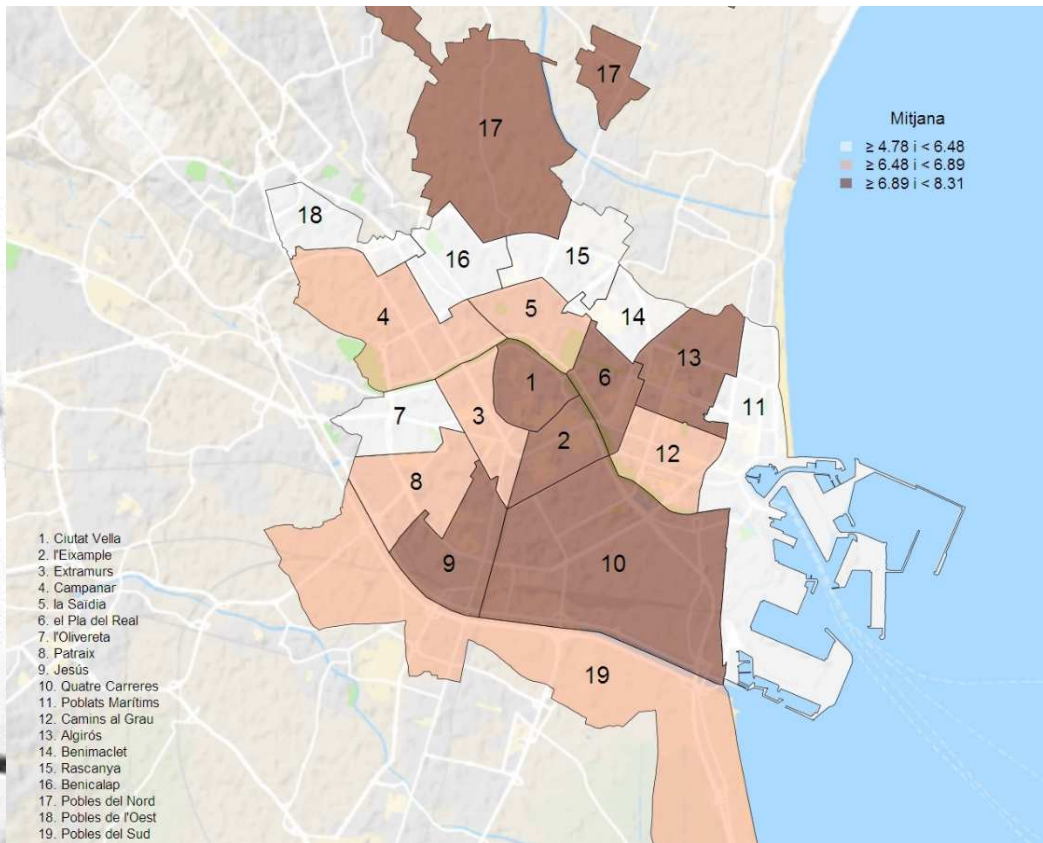 17
17
Mitjana
≥ 4.78 i < 6.48
≥ 6.48 i < 6.89
≥ 6.89 i < 8.31
18
16
15
4
5
14
13
6
1
11
7
3
2
12
8
9
10
19
1. Ciutat Vella
2. l'Eixample
3. Extramurs
4. Campanar
5. la Saïdia
6. el Pla del Real
7. l'Olivereta
8. Patraix
9. Jesús
10. Quatre Carreres
11. Poblats Marítims
12. Camins al Grau
13. Algirós
14. Benimaclet
15. Rascanya
16. Benicalap
17. Pobles del Nord
18. Pobles de l'Oest
19. Pobles del Sud